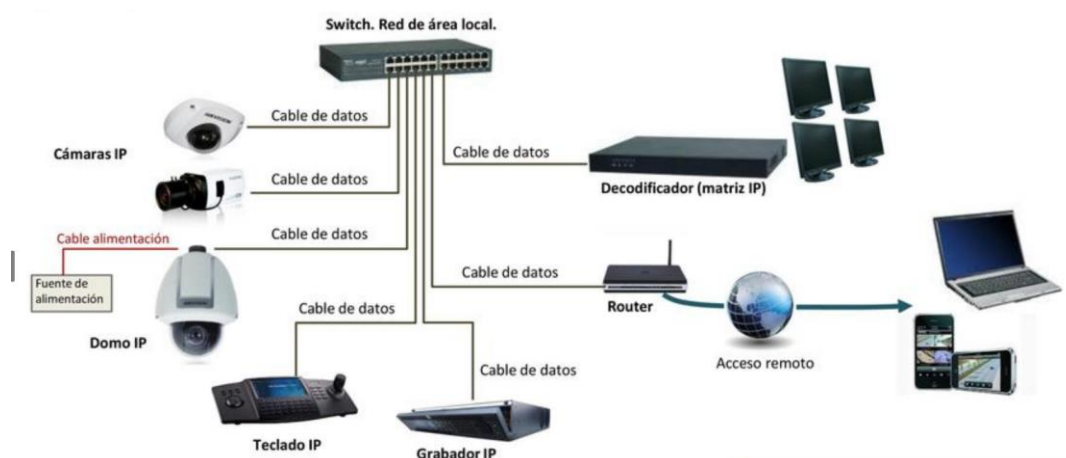 Switch. Red de área local.
Cable de datos
Cámaras IP
Cable de datos
Cable de datos
Decodificador (matriz IP)
Cable alimentación
Cable de datos
Fuente de
alimentación
Domo IP
Cable de datos
Router
Cable de datos
Acceso remoto
Cable de datos
Teclado IP
Grabador IP